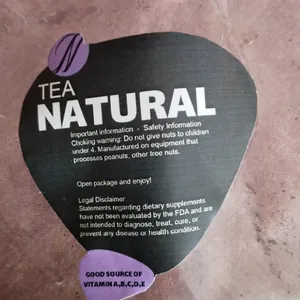 N
TEA
NATURAL
Important information - Safety Information
Choking warning: Do not give nuts to children
under 4. Manufactured on equipment that
processes peanuts, other tree nuts.
Open package and enjoy!
Legal Disclaimer
Statements regarding dietary supplements
have not been evaluated by the FDA and are
not intended to diagnose, treat, cure, or
prevent any disease or health condition.
GOOD SOURCE OF
VITAMIN A,B,C,D,E